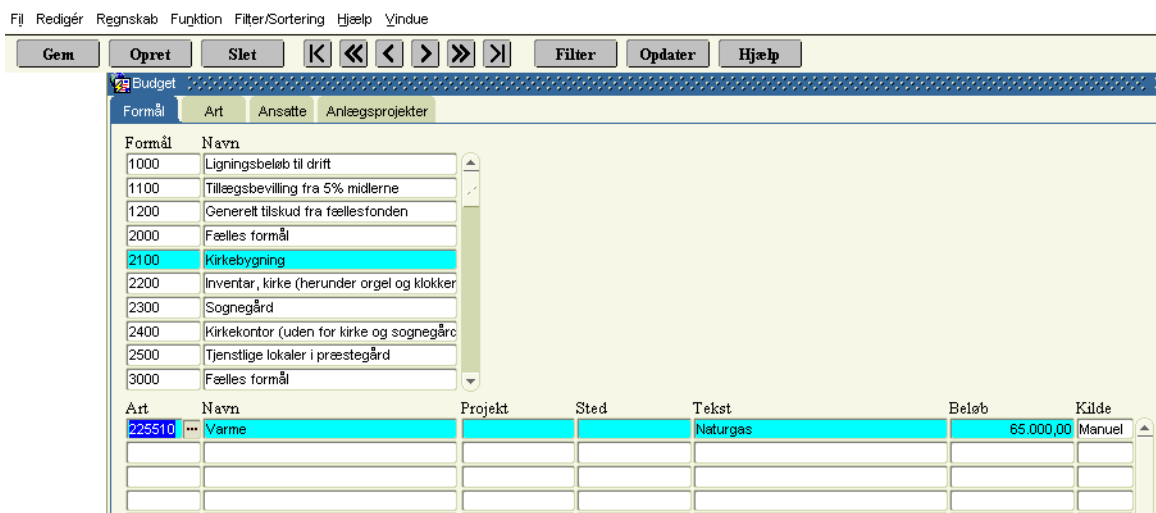 Fil Redigér Regnskab Funktion Filter/Sortering Hjælp Vindue
Gem Opret Slet Filter Opdater Hjælp
Budget
Formål Art Ansatte Anlægsprojekter
Formål Navn
1000 Ligningsbeløb til drift
1100 Tillægsbevilling fra 5% midlerne
1200 Generelt tilskud fra fællesfonden
2000 Fælles formål
2100 Kirkebygning
2200 Inventar, kirke (herunder orgel og klokker
2300 Sognegård
2400 Kirkekontor (uden for kirke og sognegård
2500 Tjenstlige lokaler i præstegård
3000 Fælles formål
Art Navn Projekt Sted Tekst Beløb Kilde
225510 ... Varme Naturgas 65.000,00 Manuel